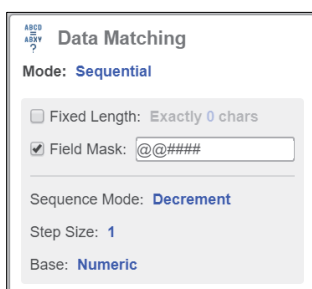 ABCD
=
ABXY
?
Data Matching
Mode: Sequential
Fixed Length: Exactly 0 chars
Field Mask: @@####
Sequence Mode: Decrement
Step Size: 1
Base: Numeric